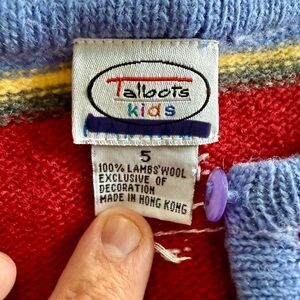 Talbots
kids
5
100% LAMBS' WOOL
EXCLUSIVE OF
DECORATION
MADE IN HONG KONG